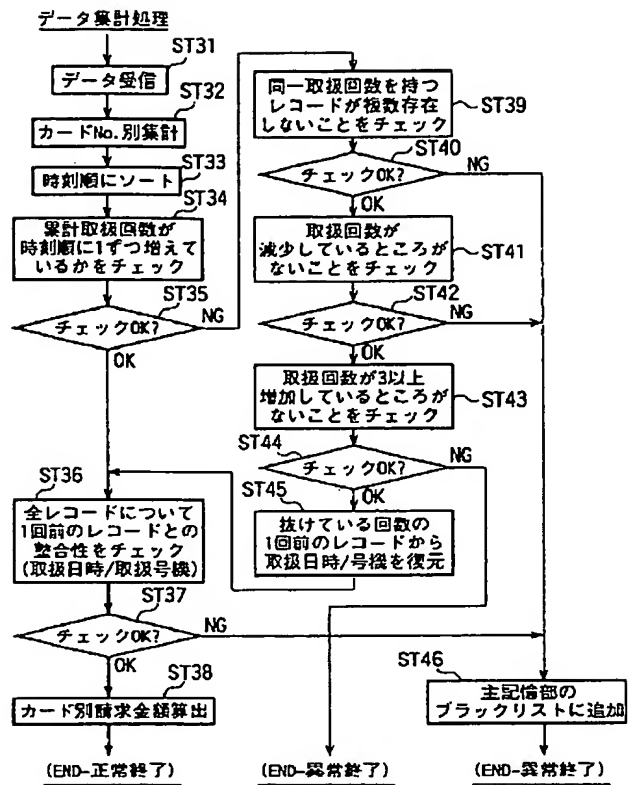 データ集計処理
ST31
データ受信
ST32
カードNo.別集計
ST33
時刻順にソート
ST34
累計取扱回数が
時刻順に1ずつ増えて
いるかをチェック
ST35
チェックOK?
NG
OK
ST36
全レコードについて
1回前のレコードとの
整合性をチェック
(取扱日時/取扱号機)
ST37
チェックOK?
NG
OK
ST38
カード別請求金額算出
(END-正常終了)
同一取扱回数を持つ
レコードが複数存在
しないことをチェック
ST39
ST40
チェックOK?
NG
OK
取扱回数が
減少しているところが
ないことをチェック
ST41
ST42
チェックOK?
NG
OK
取扱回数が3以上
増加しているところが
ないことをチェック
ST43
ST44
チェックOK?
NG
OK
ST45
抜けている回数の
1回前のレコードから
取扱日時/号機を復元
(END-異常終了)
ST46
主記憶部の
ブラックリストに追加
(END-異常終了)